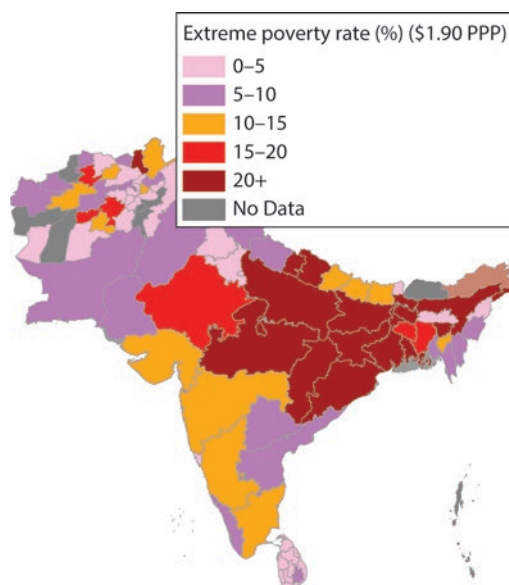 Extreme poverty rate (%) ($1.90 PPP)
0–5
5–10
10–15
15–20
20+
No Data